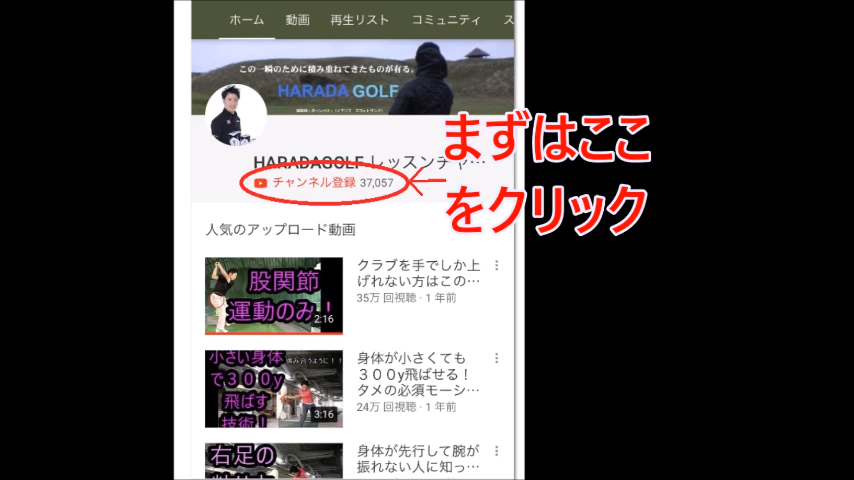 ホーム 動画 再生リスト コミュニティ ス
この一瞬のために積み重ねてきたものが有る。
HARADA GOLF
HARADAGOLF レッスンチャ…
チャンネル登録 37,057
まずはここ
をクリック
人気のアップロード動画
股関節
運動のみ!
2:16
クラブを手でしか上
げれない方はこの…
35万 回視聴・1 年前
小さい身体
で300y
飛ばす
技術!
3:16
身体が小さくても
300y飛ばせる!
タメの必須モーシ…
24万 回視聴・1 年前
右足の
身体が先行して腕が
振れない人に知っ…